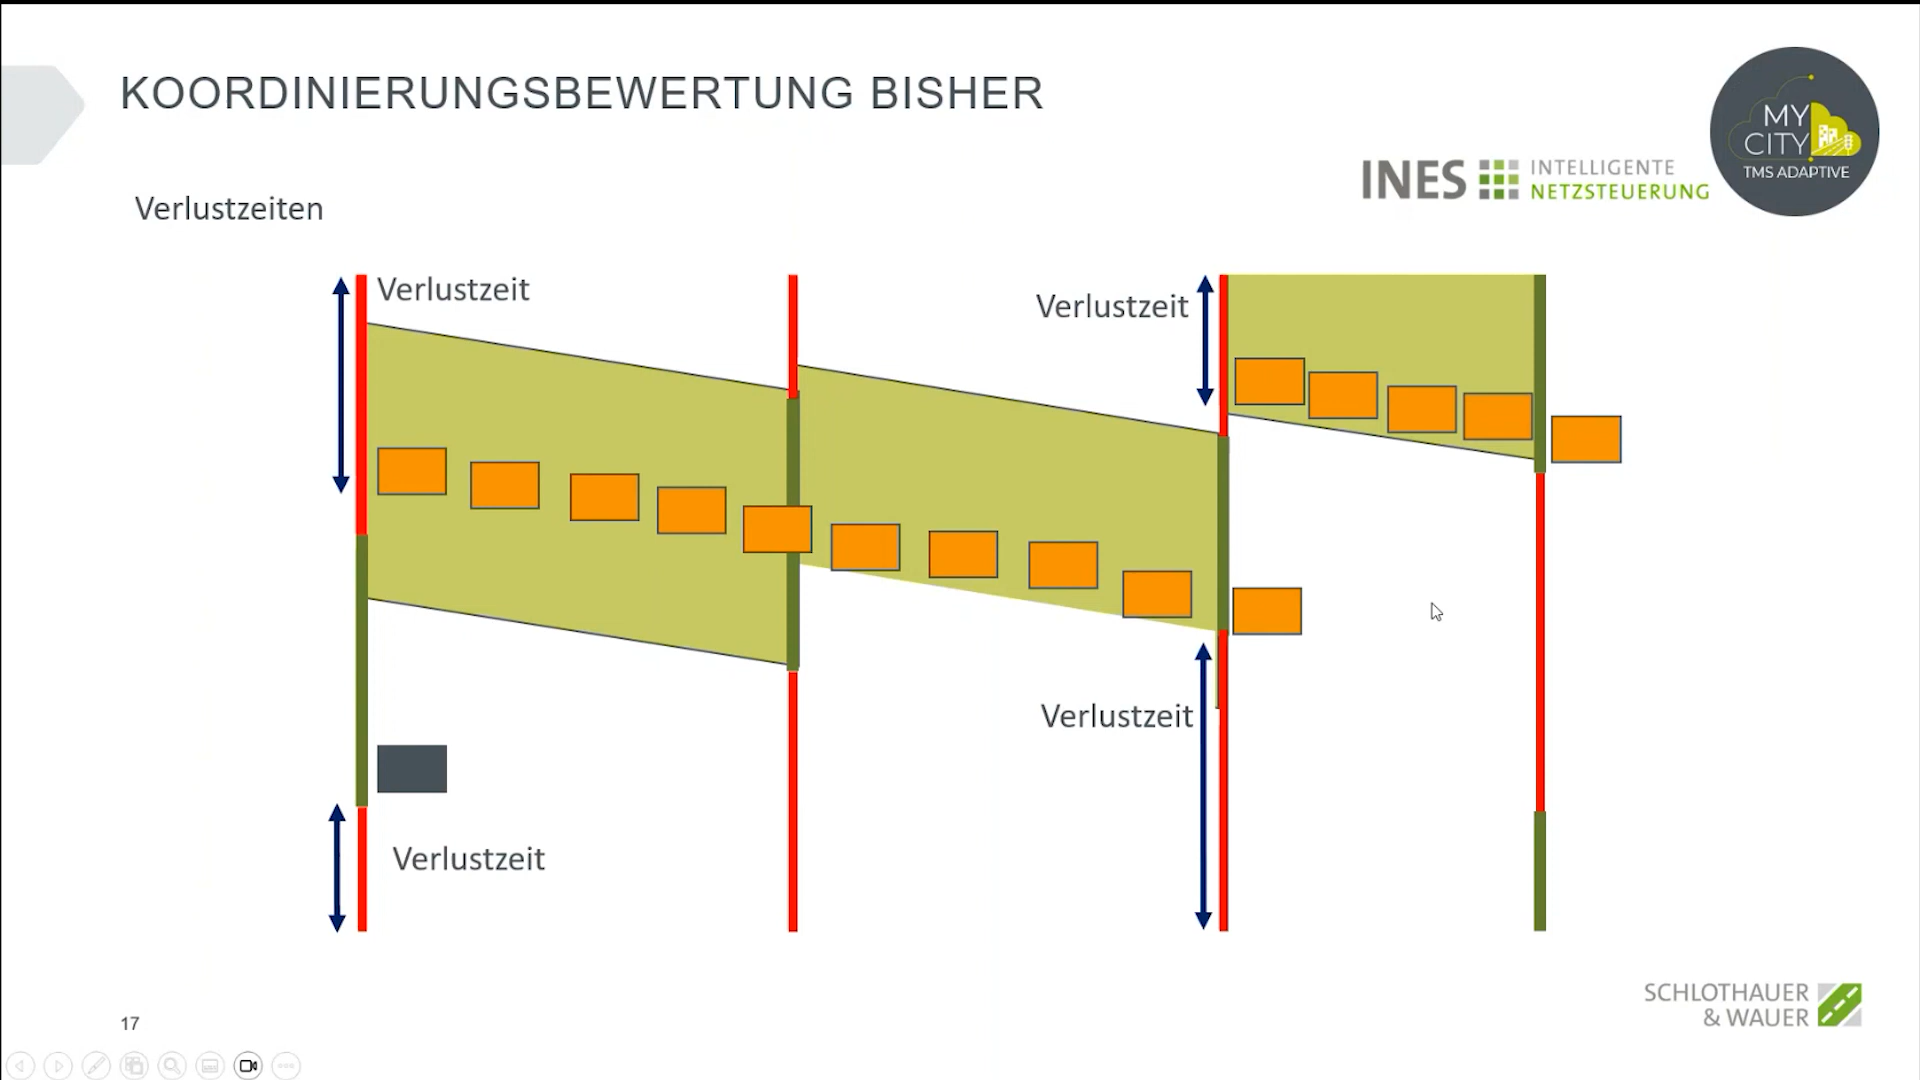 KOORDINIERUNGSBEWERTUNG BISHER
MY
CITY
TMS ADAPTIVE
INES INTELLIGENTE
NETZSTEUERUNG
Verlustzeiten
Verlustzeit
Verlustzeit
Verlustzeit
Verlustzeit
SCHLOTHAUER
& WAUER
17